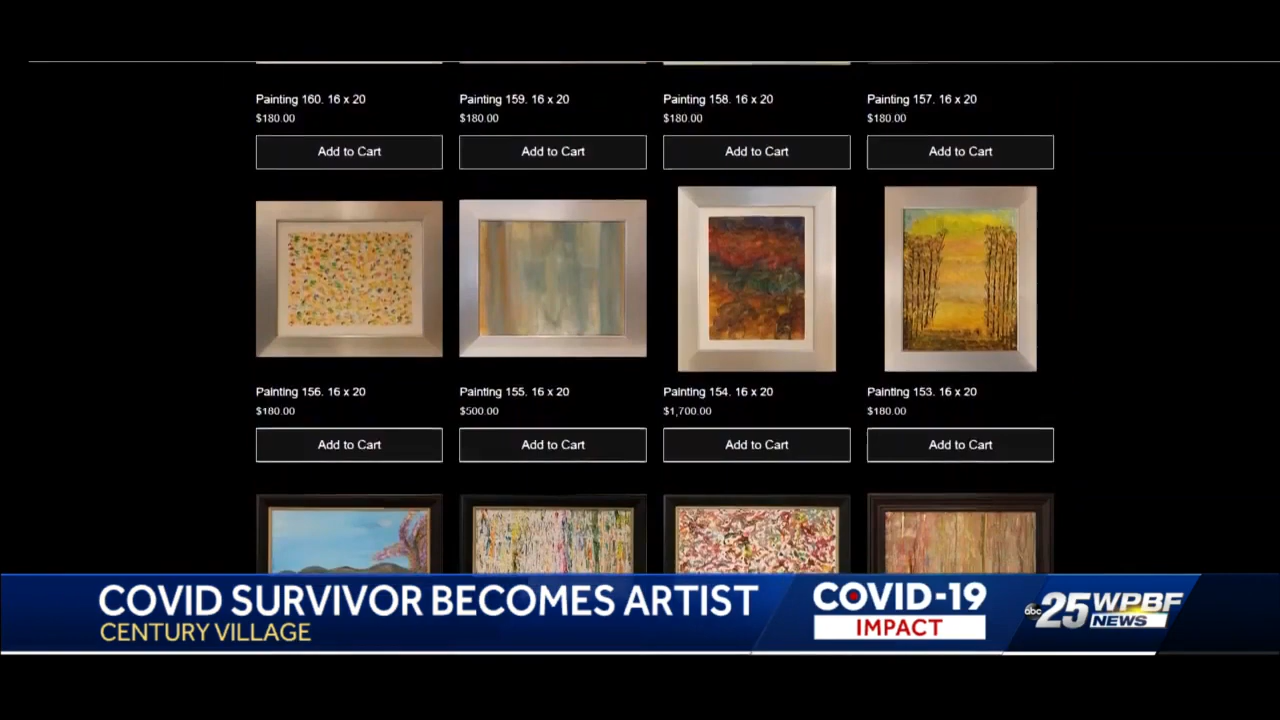 Painting 160. 16 x 20
Painting 159. 16 x 20
Painting 158. 16 x 20
Painting 157. 16 x 20
$180.00
$180.00
$180.00
$180.00
Add to Cart
Add to Cart
Add to Cart
Add to Cart
Painting 156. 16 x 20
Painting 155. 16 x 20
Painting 154. 16 x 20
Painting 153. 16 x 20
$180.00
$500.00
$1,700.00
$180.00
Add to Cart
Add to Cart
Add to Cart
Add to Cart
COVID SURVIVOR BECOMES ARTIST
CENTURY VILLAGE
COVID-19
IMPACT
abc 25 WPBF
NEWS